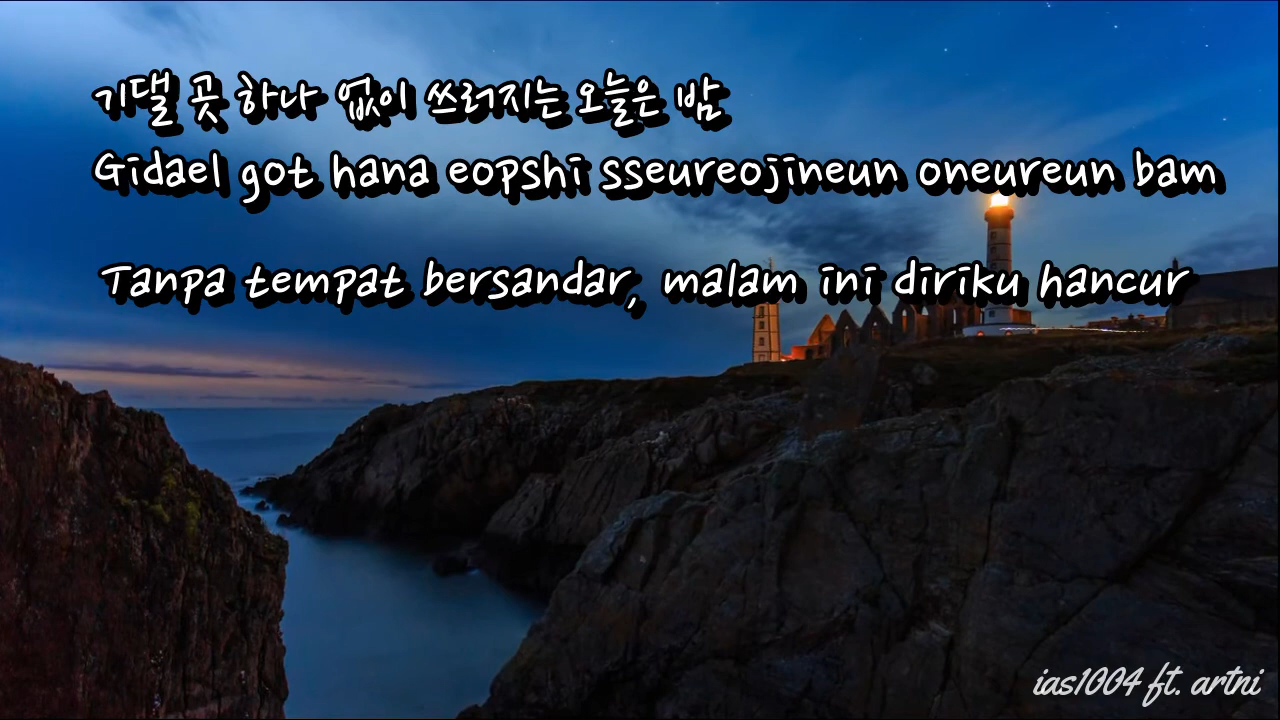 기댈 곳 하나 없이 쓰러지는 오늘은 밤
Gidael got hana eopshi sseureojineun oneureun bam
Tanpa tempat bersandar, malam ini diriku hancur
ias1004 ft. artni